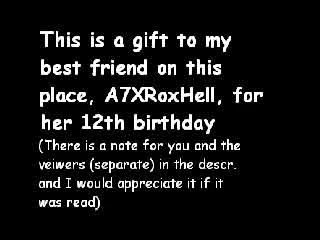 This is a gift to my
best friend on this
place, A7XRoxHell, for
her 12th birthday
(There is a note for you and the
veiwers (separate) in the descr.
and I would appreciate it if it
was read)